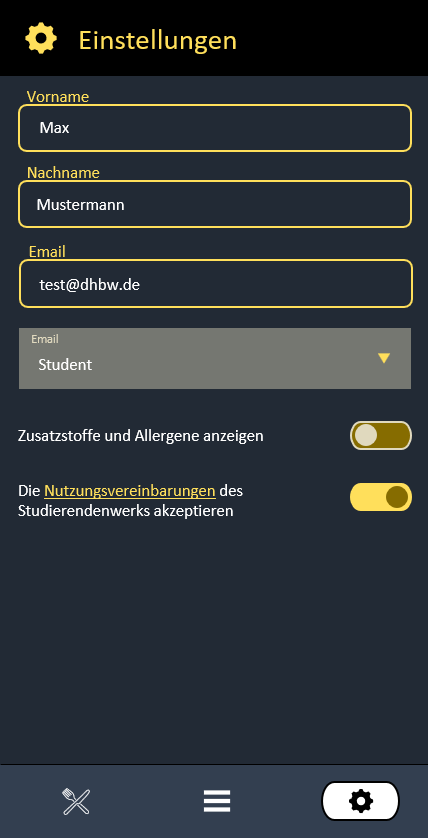 Einstellungen
Vorname
Max
Nachname
Mustermann
Email
test@dhbw.de
Email
Student
Zusatzstoffe und Allergene anzeigen
Die Nutzungsvereinbarungen des
Studierendenwerks akzeptieren